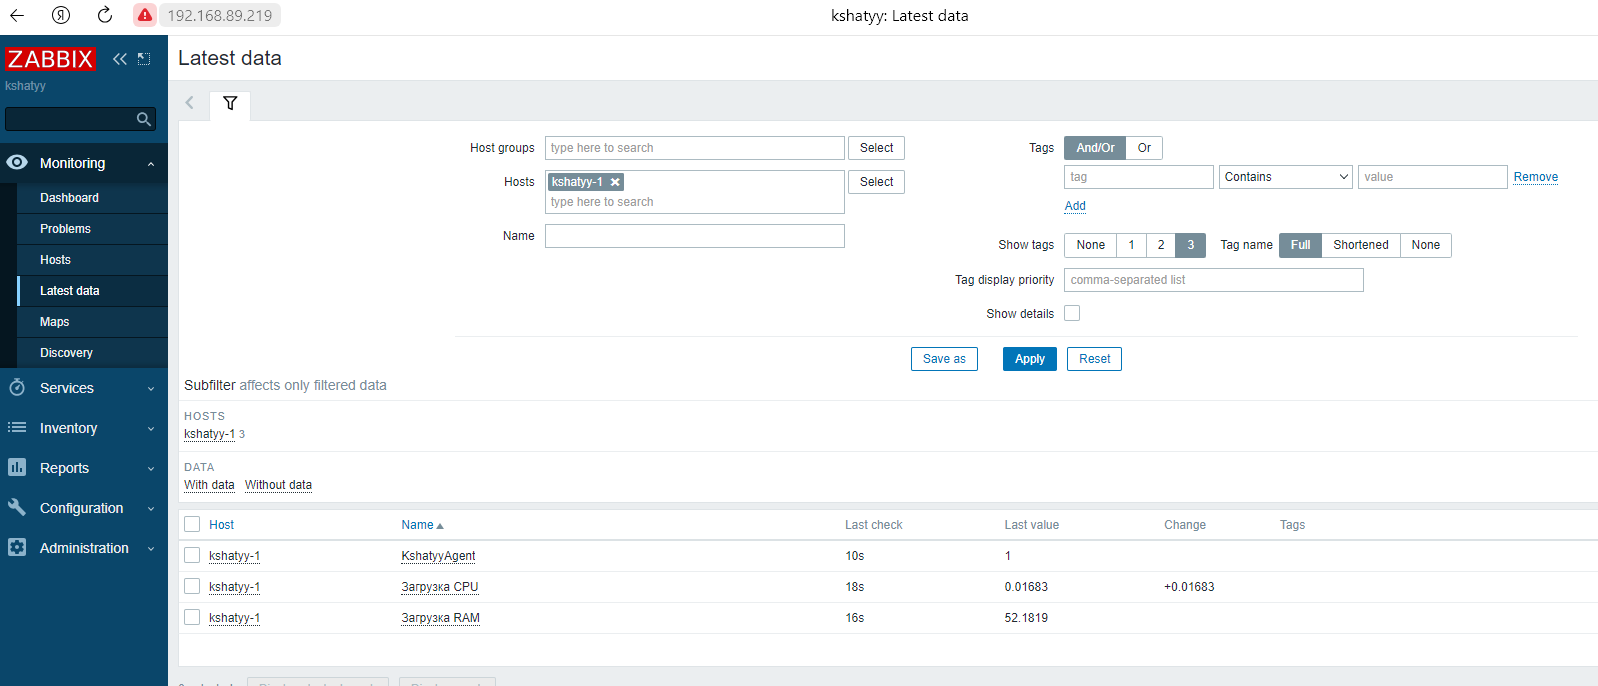 192.168.89.219
kshatyy: Latest data
ZABBIX
kshatyy
Monitoring
Dashboard
Problems
Hosts
Latest data
Maps
Discovery
Services
Inventory
Reports
Configuration
Administration
Latest data
Host groups type here to search Select
Hosts kshatyy-1 Select
type here to search
Name
Tags And/Or Or
tag Contains value Remove
Add
Show tags None 1 2 3 Tag name Full Shortened None
Tag display priority comma-separated list
Show details
Save as Apply Reset
Subfilter affects only filtered data
HOSTS
kshatyy-1 3
DATA
With data Without data
Host Name Last check Last value Change Tags
kshatyy-1 KshatyyAgent 10s 1
kshatyy-1 Загрузка CPU 18s 0.01683 +0.01683
kshatyy-1 Загрузка RAM 16s 52.1819